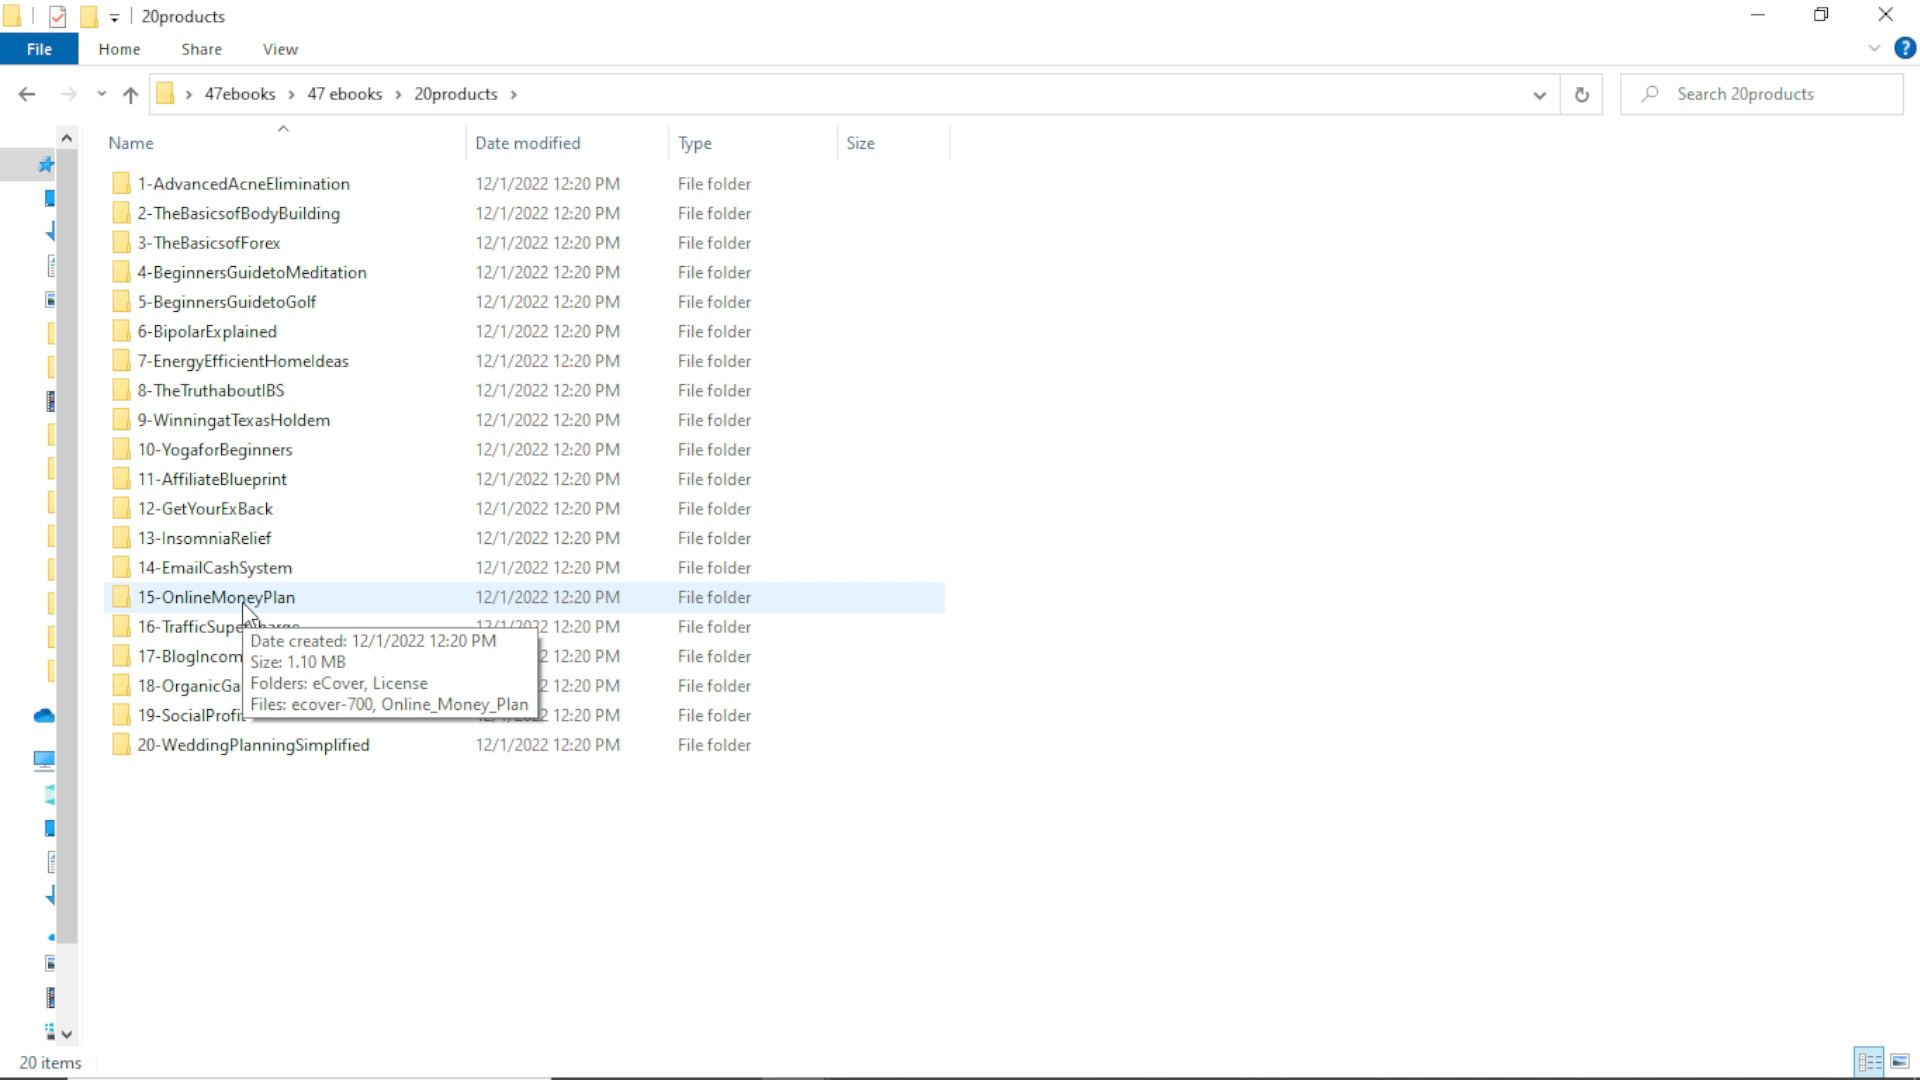 20products
File Home Share View
47ebooks 47 ebooks 20products Search 20products
Name Date modified Type Size
1-AdvancedAcneElimination 12/1/2022 12:20 PM File folder
2-TheBasicsofBodyBuilding 12/1/2022 12:20 PM File folder
3-TheBasicsofForex 12/1/2022 12:20 PM File folder
4-BeginnersGuidetoMeditation 12/1/2022 12:20 PM File folder
5-BeginnersGuidetoGolf 12/1/2022 12:20 PM File folder
6-BipolarExplained 12/1/2022 12:20 PM File folder
7-EnergyEfficientHomeIdeas 12/1/2022 12:20 PM File folder
8-TheTruthaboutIBS 12/1/2022 12:20 PM File folder
9-WinningatTexasHoldem 12/1/2022 12:20 PM File folder
10-YogaforBeginners 12/1/2022 12:20 PM File folder
11-AffiliateBlueprint 12/1/2022 12:20 PM File folder
12-GetYourExBack 12/1/2022 12:20 PM File folder
13-InsomniaRelief 12/1/2022 12:20 PM File folder
14-EmailCashSystem 12/1/2022 12:20 PM File folder
15-OnlineMoneyPlan 12/1/2022 12:20 PM File folder
12:20 PM File folder
Date created: 12/1/2022 12:20 PM
12:20 PM File folder
Size: 1.10 MB
Folders: eCover, License
12:20 PM File folder
Files: ecover-700, Online_Money_Plan
12:20 PM File folder
20-WeddingPlanningSimplified 12/1/2022 12:20 PM File folder
20 items